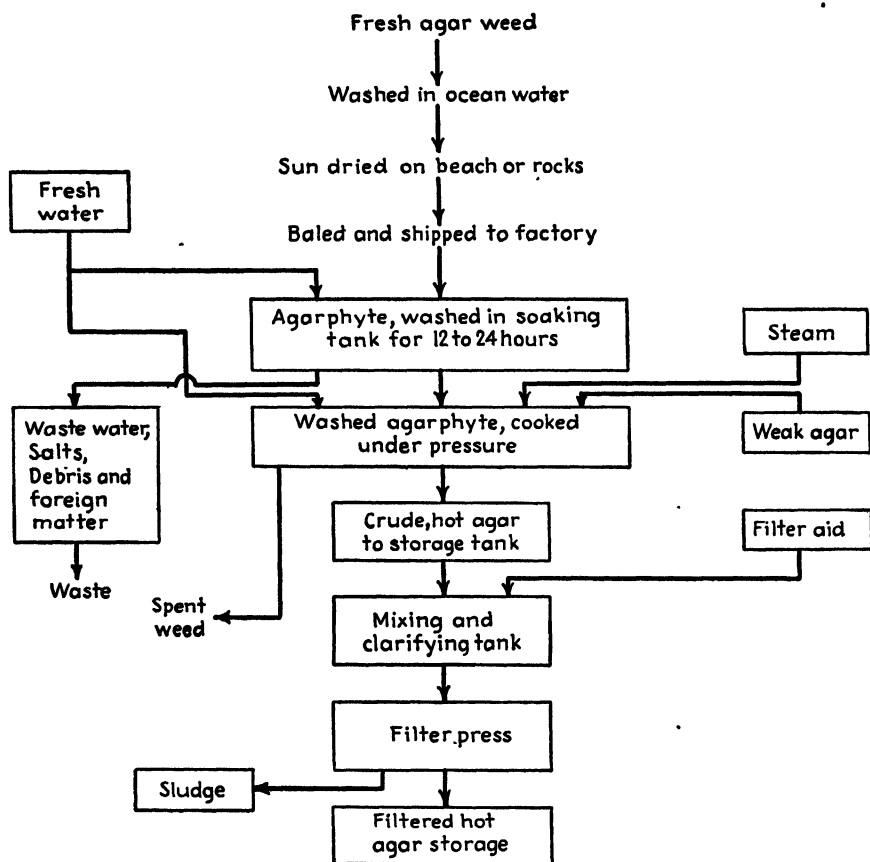 Fresh agar weed
Washed in ocean water
Sun dried on beach or rocks
Fresh
water
Baled and shipped to factory
Agarphyte, washed in soaking
tank for 12 to 24 hours
Steam
Waste water,
Salts,
Debris and
foreign
matter
Washed agarphyte, cooked
under pressure
Weak agar
Crude, hot agar
to storage tank
Filter aid
Waste
Spent
weed
Mixing and
clarifying tank
Filter press
Sludge
Filtered hot
agar storage